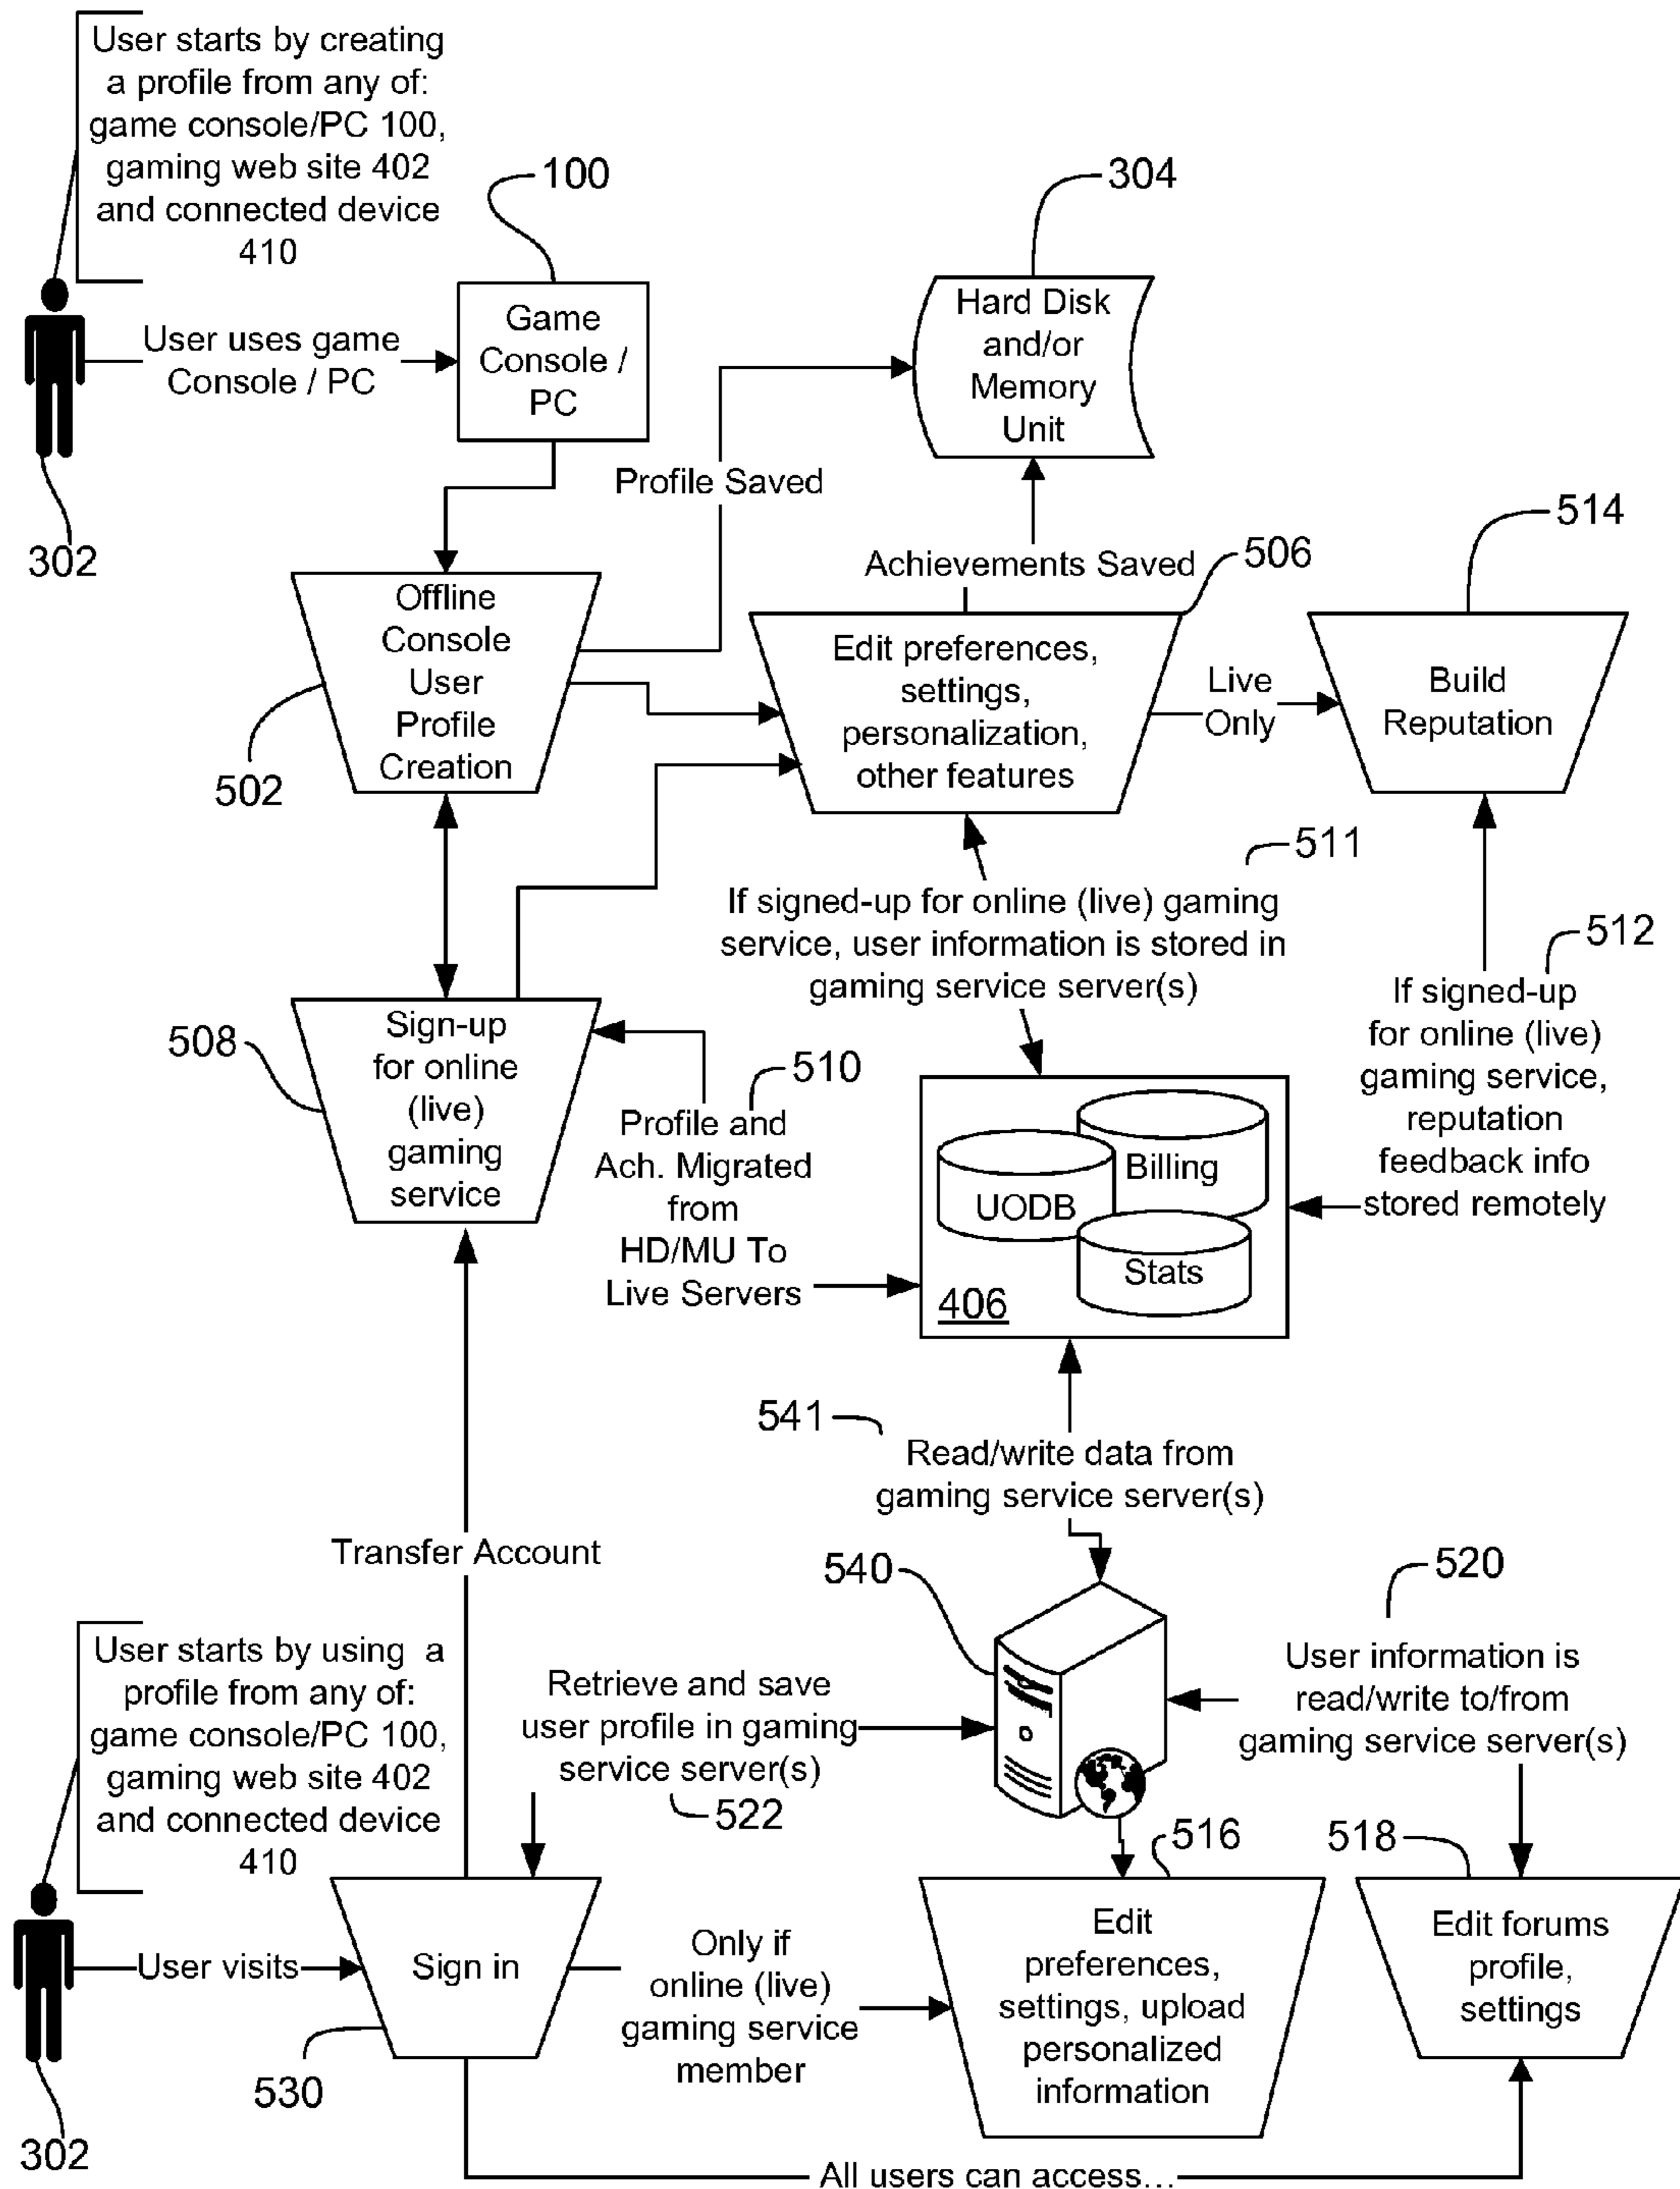 User starts by creating
a profile from any of:
game console/PC 100,
gaming web site 402
and connected device
410
100
304
User uses game
Console / PC
Game
Console /
PC
Hard Disk
and/or
Memory
Unit
302
Profile Saved
Achievements Saved
506
514
Offline
Console
User
Profile
Creation
502
Edit preferences,
settings,
personalization,
other features
Live
Only
Build
Reputation
511
If signed-up for online (live) gaming
service, user information is stored in
gaming service server(s)
512
If signed-up
for online (live)
gaming service,
reputation
feedback info
stored remotely
508
Sign-up
for online
(live)
gaming
service
510
Profile and
Ach. Migrated
from
HD/MU To
Live Servers
Billing
UODB
Stats
406
541
Read/write data from
gaming service server(s)
Transfer Account
540
520
User starts by using a
profile from any of:
game console/PC 100,
gaming web site 402
and connected device
410
Retrieve and save
user profile in gaming
service server(s)
522
User information is
read/write to/from
gaming service server(s)
516
518
User visits
Sign in
530
302
Only if
online (live)
gaming service
member
Edit
preferences,
settings, upload
personalized
information
Edit forums
profile,
settings
All users can access...